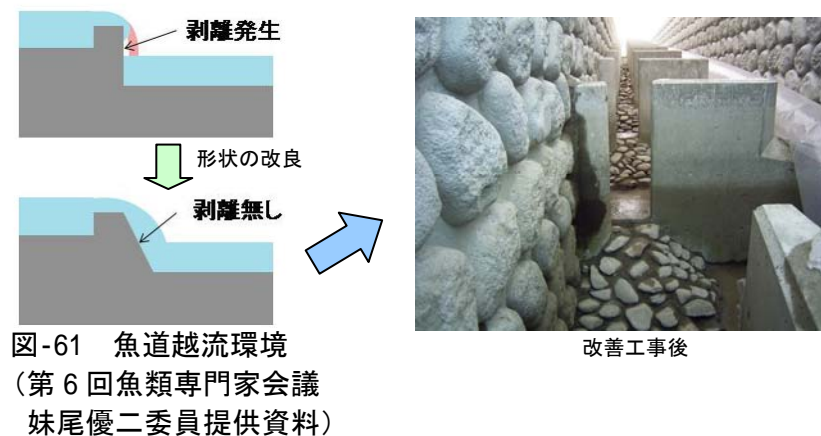 剥離発生
形状の改良
剥離無し
図-61 魚道越流環境
（第６回魚類専門家会議
妹尾優二委員提供資料）
改善工事後